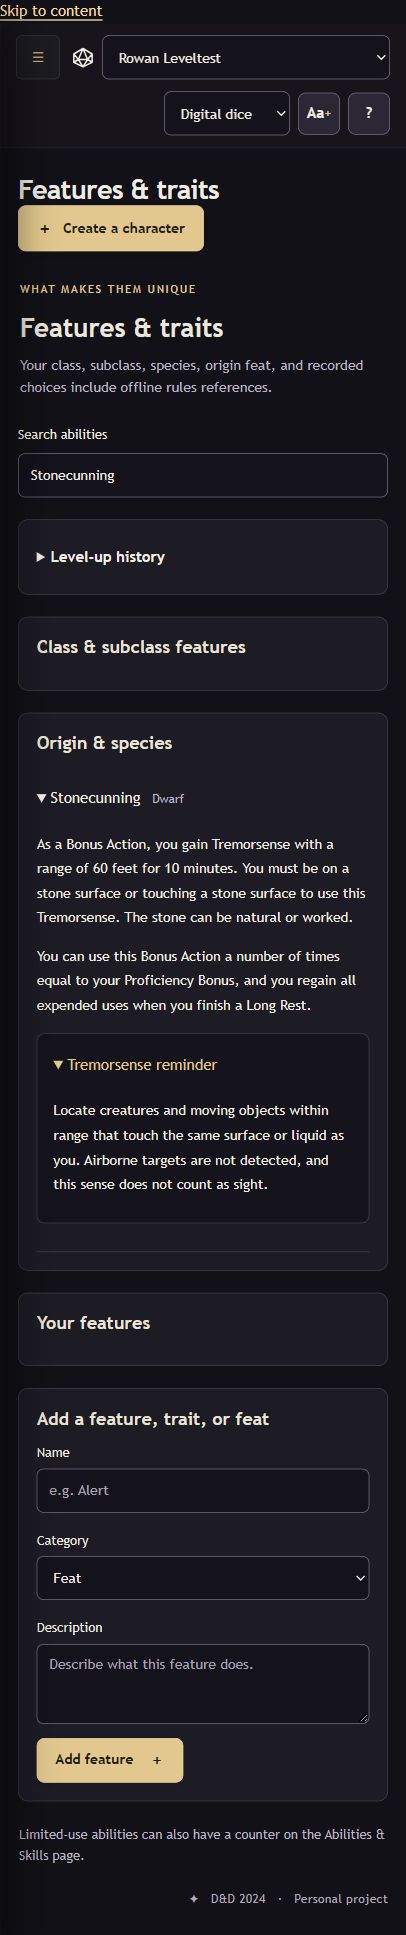 Skip to content
☰
Rowan Leveltest
Digital dice
Aa+
?
Features & traits
+ Create a character
WHAT MAKES THEM UNIQUE
Features & traits
Your class, subclass, species, origin feat, and recorded
choices include offline rules references.
Search abilities
Stonecunning
▶ Level-up history
Class & subclass features
Origin & species
▼ Stonecunning Dwarf
As a Bonus Action, you gain Tremorsense with a
range of 60 feet for 10 minutes. You must be on a
stone surface or touching a stone surface to use this
Tremorsense. The stone can be natural or worked.
You can use this Bonus Action a number of times
equal to your Proficiency Bonus, and you regain all
expended uses when you finish a Long Rest.
▼ Tremorsense reminder
Locate creatures and moving objects within
range that touch the same surface or liquid as
you. Airborne targets are not detected, and
this sense does not count as sight.
Your features
Add a feature, trait, or feat
Name
e.g. Alert
Category
Feat
Description
Describe what this feature does.
Add feature +
Limited-use abilities can also have a counter on the Abilities &
Skills page.
✦ D&D 2024 · Personal project